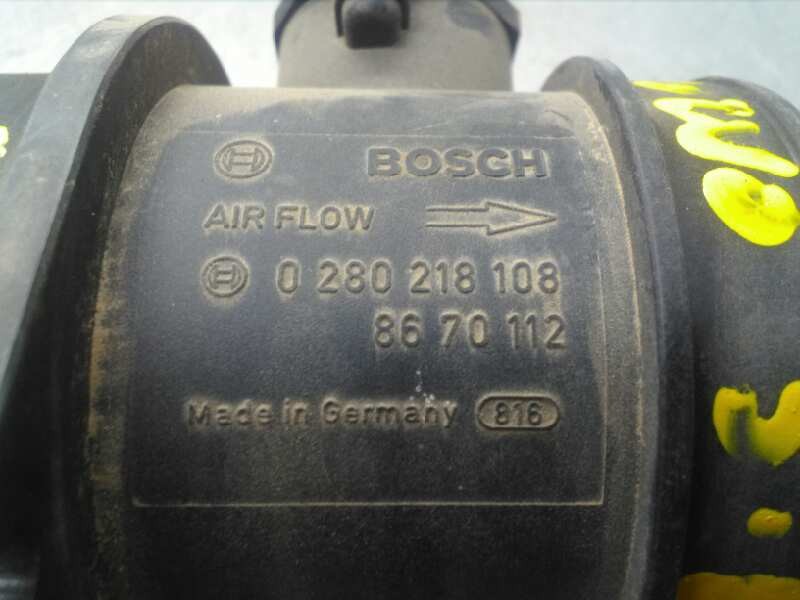 BOSCH
AIR FLOW
0 280 218 108
86 70 112
Made in Germany 816